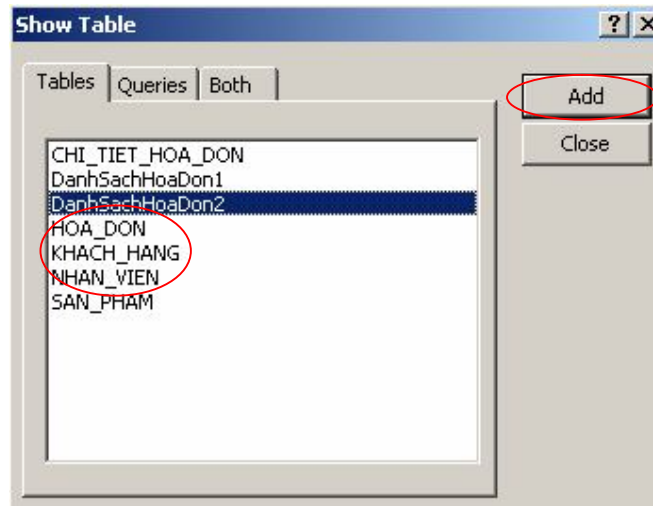 Show Table
Tables Queries Both
Add
Close
CHI_TIET_HOA_DON
DanhSachHoaDon1
DanhSachHoaDon2
HOA_DON
KHACH_HANG
NHAN_VIEN
SAN_PHAM